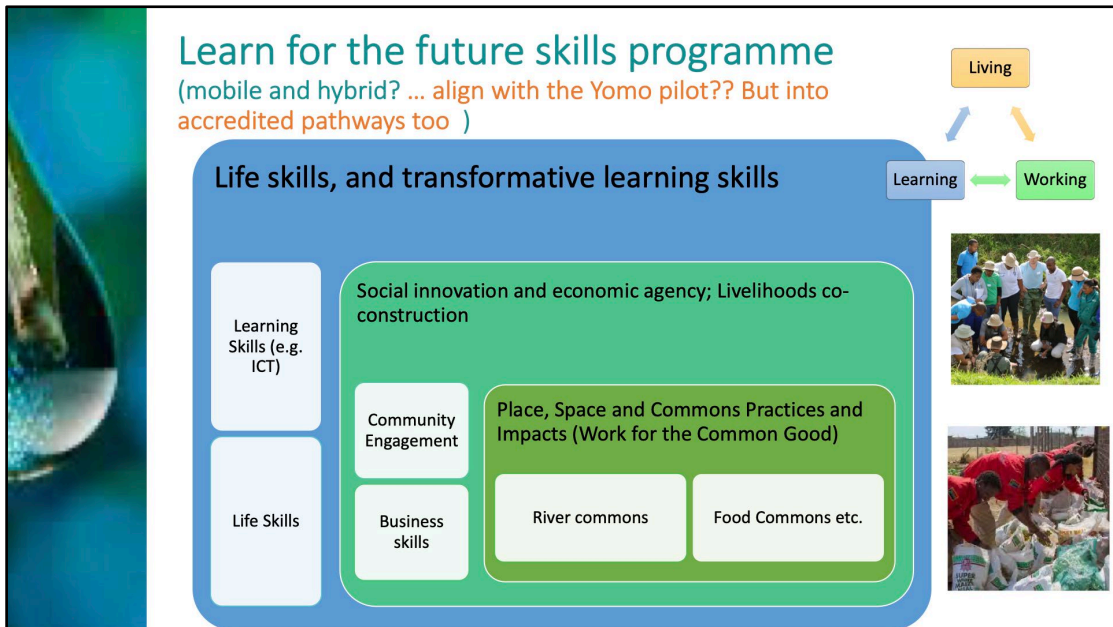 Learn for the future skills programme
(mobile and hybrid? ... align with the Yomo pilot?? But into
accredited pathways too )
Living
Learning
Working
Life skills, and transformative learning skills
Learning
Skills (e.g.
ICT)
Life Skills
Social innovation and economic agency; Livelihoods co-
construction
Community
Engagement
Business
skills
Place, Space and Commons Practices and
Impacts (Work for the Common Good)
River commons
Food Commons etc.
SUPER